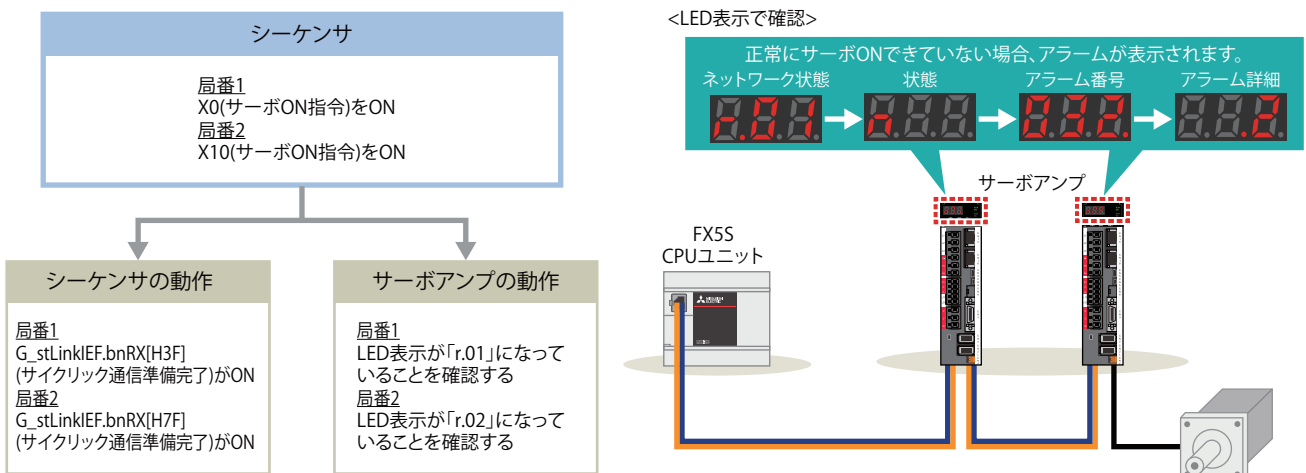 シーケンサ
局番1
X0(サーボON指令)をON
局番2
X10(サーボON指令)をON
シーケンサの動作
局番1
G_stLinkIEF.bnRX[H3F]
(サイクリック通信準備完了)がON
局番2
G_stLinkIEF.bnRX[H7F]
(サイクリック通信準備完了)がON
サーボアンプの動作
局番1
LED表示が「r.01」になって
いることを確認する
局番2
LED表示が「r.02」になって
いることを確認する
<LED表示で確認>
正常にサーボONできていない場合、アラームが表示されます。
ネットワーク状態 状態 アラーム番号 アラーム詳細
r.01 n 032. .2
サーボアンプ
FX5S
CPUユニット
MITSUBISHI
ELECTRIC